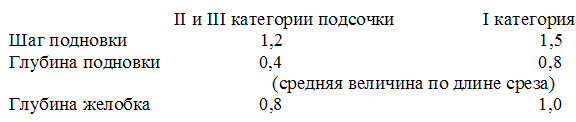 II и III категории подсочки I категория
Шаг подновки 1,2 1,5
Глубина подновки 0,4 0,8
(средняя величина по длине среза)
Глубина желобка 0,8 1,0